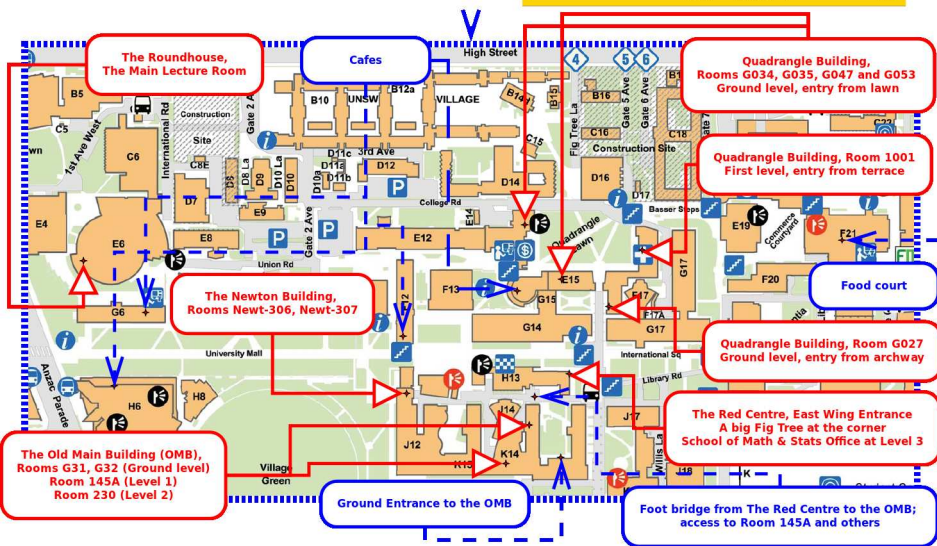 High Street
The Roundhouse,
The Main Lecture Room
Cafes
Quadrangle Building,
Rooms G034, G035, G047 and G053
Ground level, entry from lawn
4
5
6
B5
B10
UNSW
B12a
VILLAGE
B14
B15
B16
Fig Tree La
Gate 5 Ave
Gate 6 Ave
Gate 2 A
C5
1st Ave West
International Rd
Construction
Site
C6
C8E
C15
C16
C18
Construction Site
3rd Ave
D11c
D11a
D11b
D10a
D12
D8
D8 La
D9
D10 La
D10
D7
D14
D16
D17
Quadrangle Building, Room 1001
First level, entry from terrace
wn
P
College Rd
Basser Steps
E4
E6
E8
E9
P
P
Gate 2 Ave
E12
E14
Quadrangle
Lawn
E15
E19
Commerce
Courtyard
F21
Union Rd
G17
F20
Food court
The Newton Building,
Rooms Newt-306, Newt-307
F12
F13
G15
F17
F17A
G17
G6
G14
University Mall
International Sq
Quadrangle Building, Room G027
Ground level, entry from archway
Anzac Parade
H6
H8
H13
Library Rd
The Red Centre, East Wing Entrance
A big Fig Tree at the corner
School of Math & Stats Office at Level 3
I14
J12
J17
K14
K15
Willis La
J18
K
The Old Main Building (OMB),
Rooms G31, G32 (Ground level)
Room 145A (Level 1)
Room 230 (Level 2)
Village
Green
Ground Entrance to the OMB
Foot bridge from The Red Centre to the OMB;
access to Room 145A and others